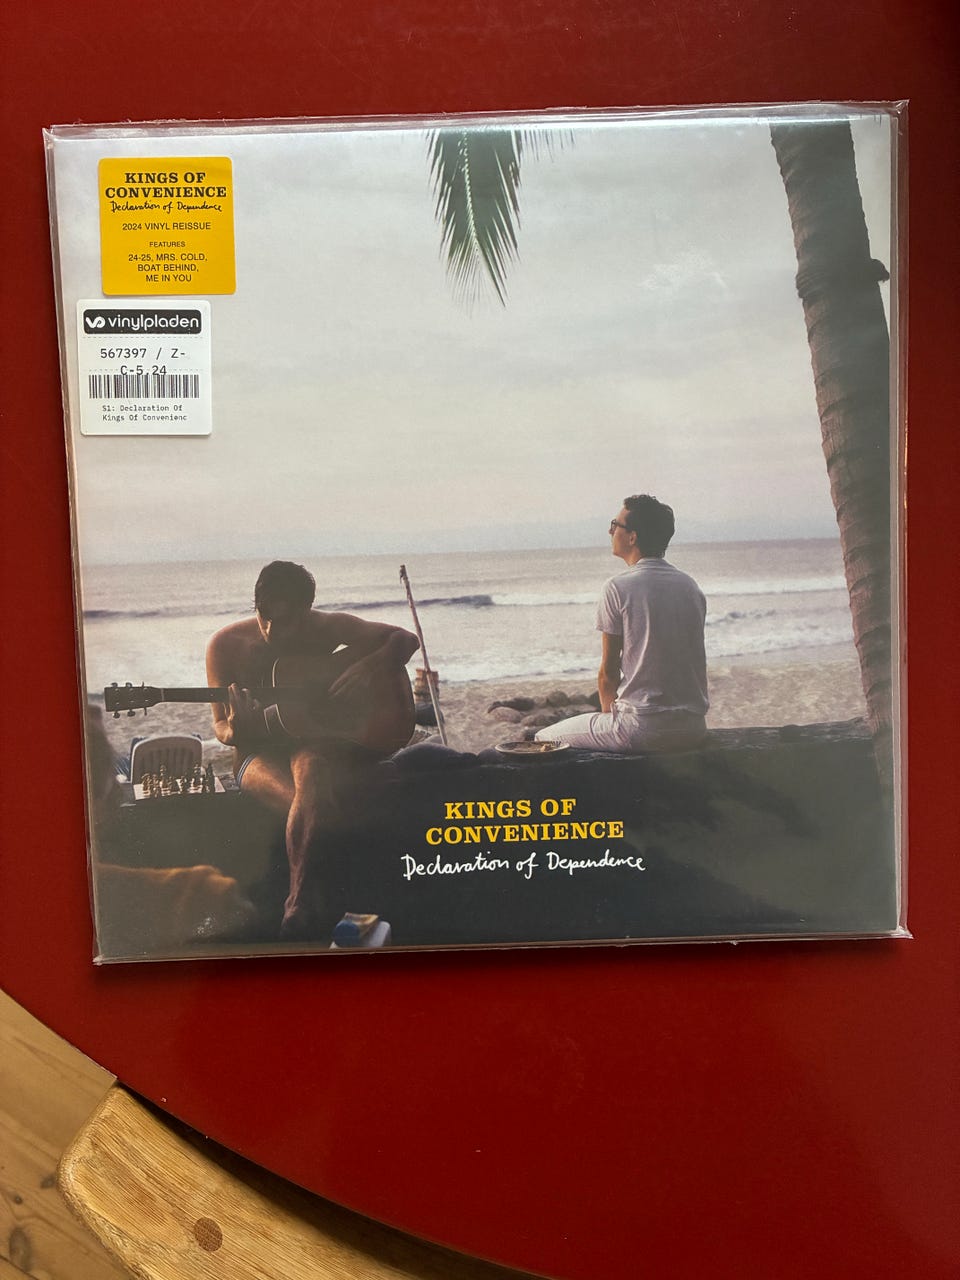 KINGS OF
CONVENIENCE
Declaration of Dependence
2024 VINYL REISSUE
FEATURES
24-25, MRS. COLD,
BOAT BEHIND,
ME IN YOU
vinylpladen
567397 / Z-
C-5,24
S1: Declaration Of
Kings Of Convenienc
KINGS OF
CONVENIENCE
Declaration of Dependence